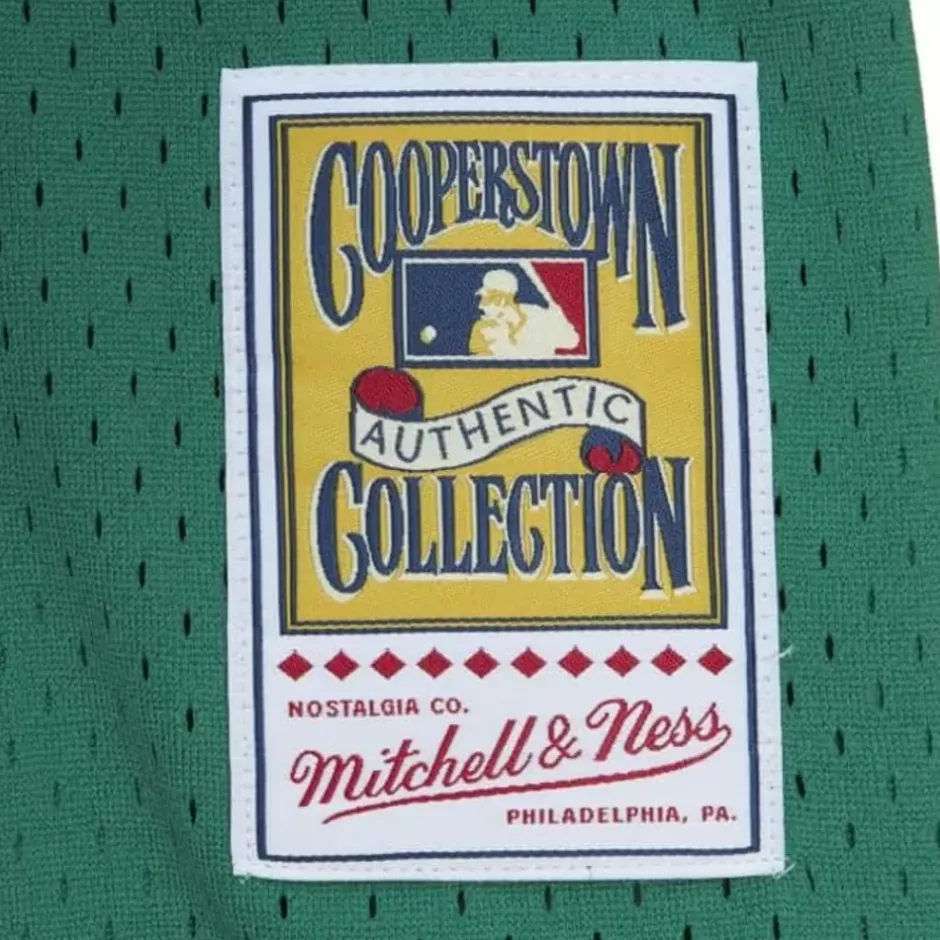 COOPERSTOWN
AUTHENTIC
COLLECTION
NOSTALGIA CO.
Mitchell & Ness
PHILADELPHIA, PA.